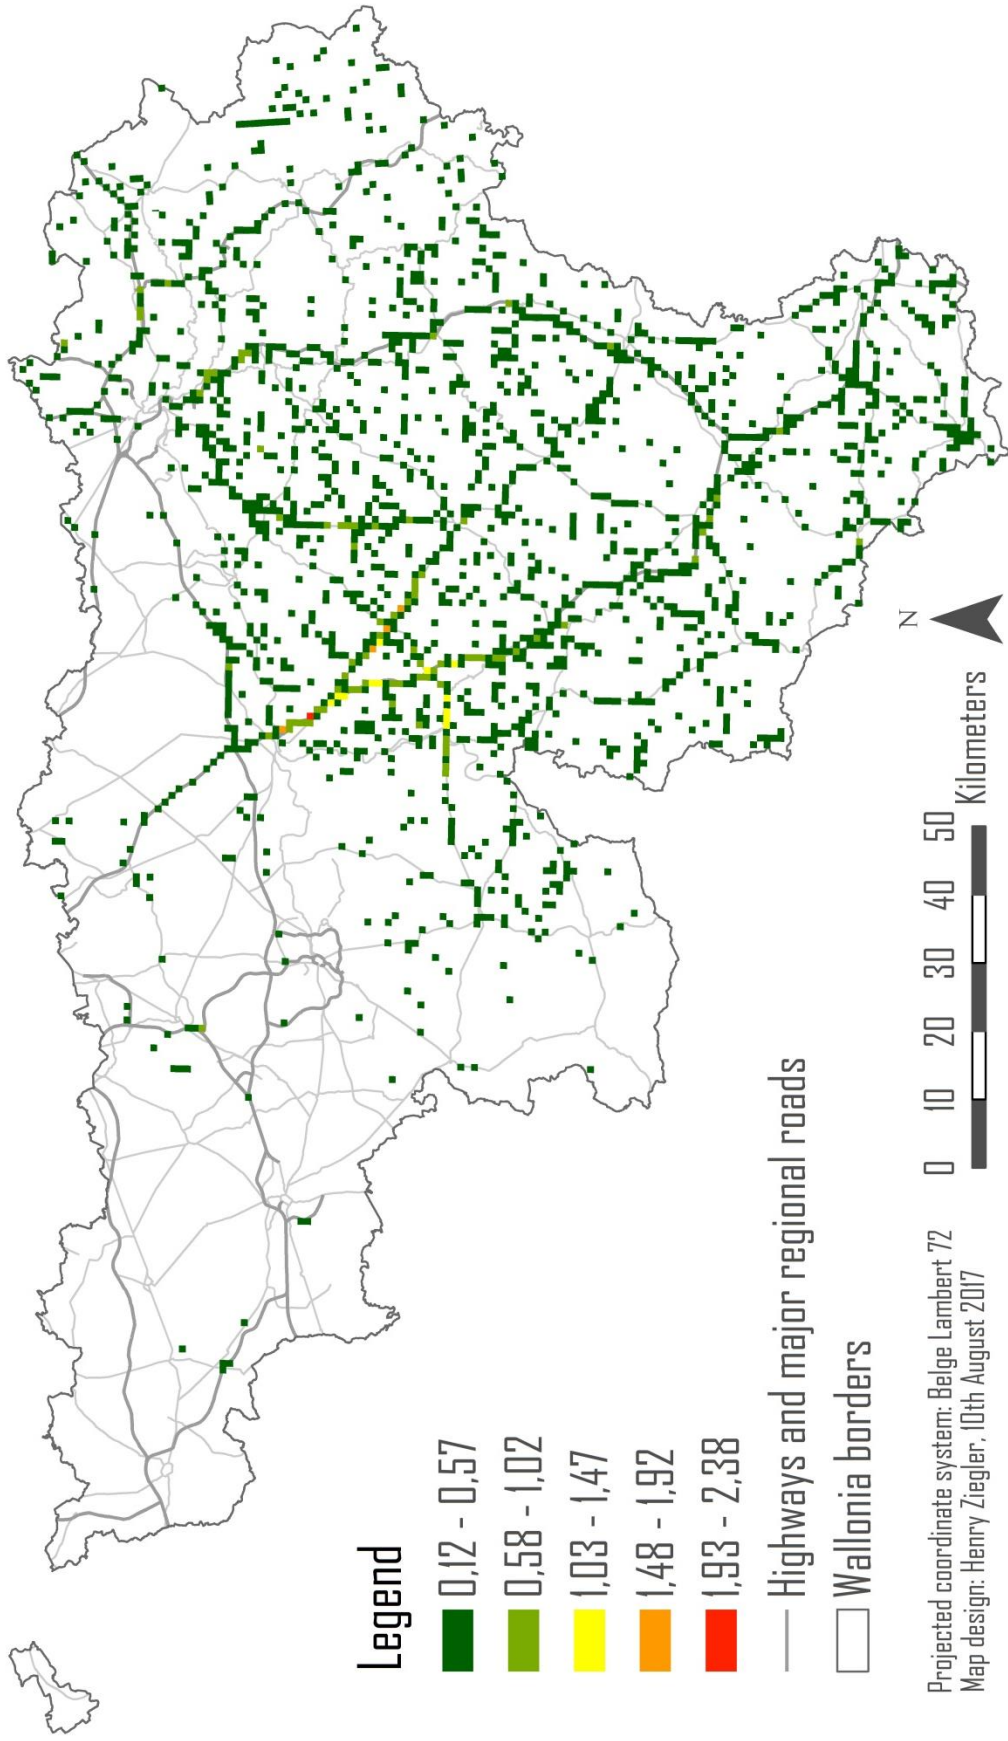 Legend
0,12 - 0,57
0,58 - 1,02
1,03 - 1,47
1,48 - 1,92
1,93 - 2,38
Highways and major regional roads
Wallonia borders
Projected coordinate system: Belge Lambert 72
Map design: Henry Ziegler, 10th August 2017
0 10 20 30 40 50
Kilometers
N